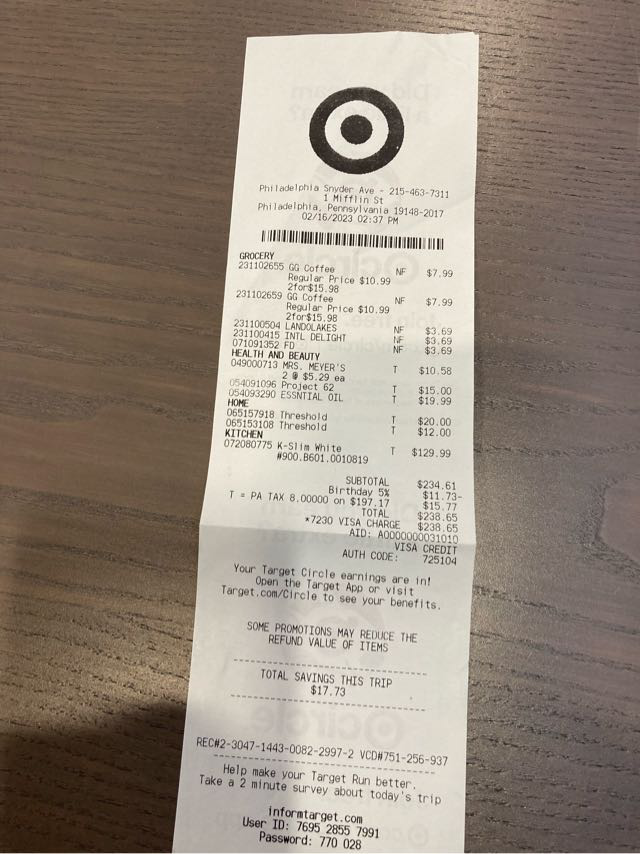 Philadelphia Snyder Ave - 215-463-7311
1 Mifflin St
Philadelphia, Pennsylvania 19148-2017
02/16/2023 02:37 PM
GROCERY
231102655 GG Coffee NF $7.99
Regular Price $10.99
2for$15.98
231102659 GG Coffee NF $7.99
Regular Price $10.99
2for$15.98
231100504 LANDOLAKES NF $3.69
231100415 INTL DELIGHT NF $3.69
071091352 FD NF $3.69
HEALTH AND BEAUTY
049000713 MRS. MEYER'S T $10.58
2 @ $5.29 ea
054091096 Project 62 T $15.00
054093290 ESSNTIAL OIL T $19.99
HOME
065157918 Threshold T $20.00
065153108 Threshold T $12.00
KITCHEN
072080775 K-Slim White T $129.99
#900.B601.0010819
SUBTOTAL $234.61
Birthday 5% $11.73-
T = PA TAX 8.00000 on $197.17 $15.77
TOTAL $238.65
*7230 VISA CHARGE $238.65
AID: A0000000031010
VISA CREDIT
AUTH CODE: 725104
Your Target Circle earnings are in!
Open the Target App or visit
Target.com/Circle to see your benefits.
SOME PROMOTIONS MAY REDUCE THE
REFUND VALUE OF ITEMS
TOTAL SAVINGS THIS TRIP
$17.73
REC#2-3047-1443-0082-2997-2 VCD#751-256-937
Help make your Target Run better.
Take a 2 minute survey about today's trip
informtarget.com
User ID: 7695 2855 7991
Password: 770 028